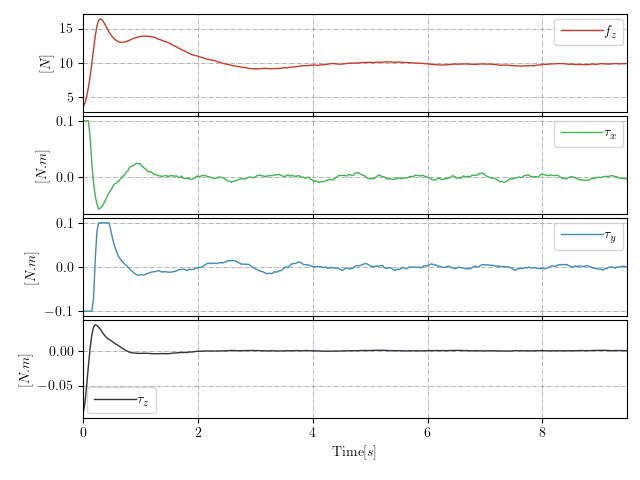 15
10
5
[N]
f_z
0.1
0.0
[N.m]
τ_x
0.1
0.0
−0.1
[N.m]
τ_y
0.00
−0.05
[N.m]
τ_z
0 2 4 6 8
Time[s]